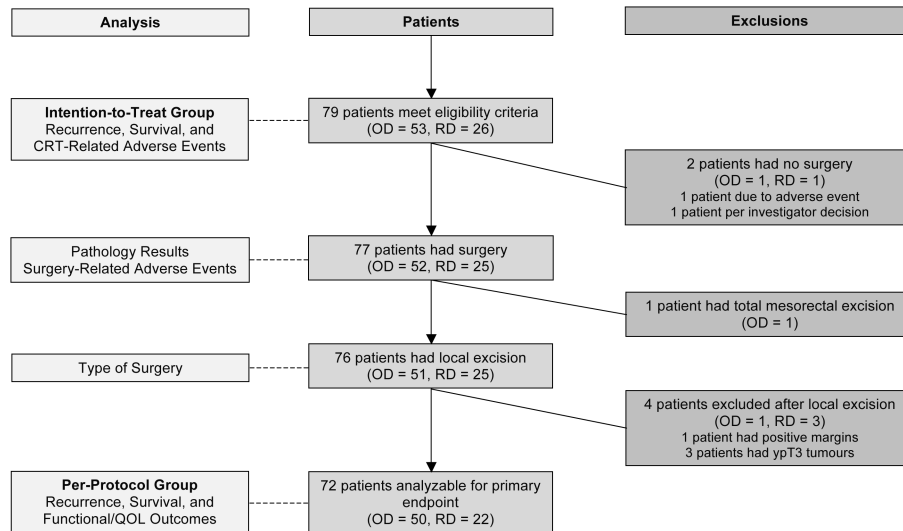 Analysis
Patients
Exclusions
Intention-to-Treat Group
Recurrence, Survival, and
CRT-Related Adverse Events
79 patients meet eligibility criteria
(OD = 53, RD = 26)
2 patients had no surgery
(OD = 1, RD = 1)
1 patient due to adverse event
1 patient per investigator decision
Pathology Results
Surgery-Related Adverse Events
77 patients had surgery
(OD = 52, RD = 25)
1 patient had total mesorectal excision
(OD = 1)
Type of Surgery
76 patients had local excision
(OD = 51, RD = 25)
4 patients excluded after local excision
(OD = 1, RD = 3)
1 patient had positive margins
3 patients had ypT3 tumours
Per-Protocol Group
Recurrence, Survival, and
Functional/QOL Outcomes
72 patients analyzable for primary
endpoint
(OD = 50, RD = 22)